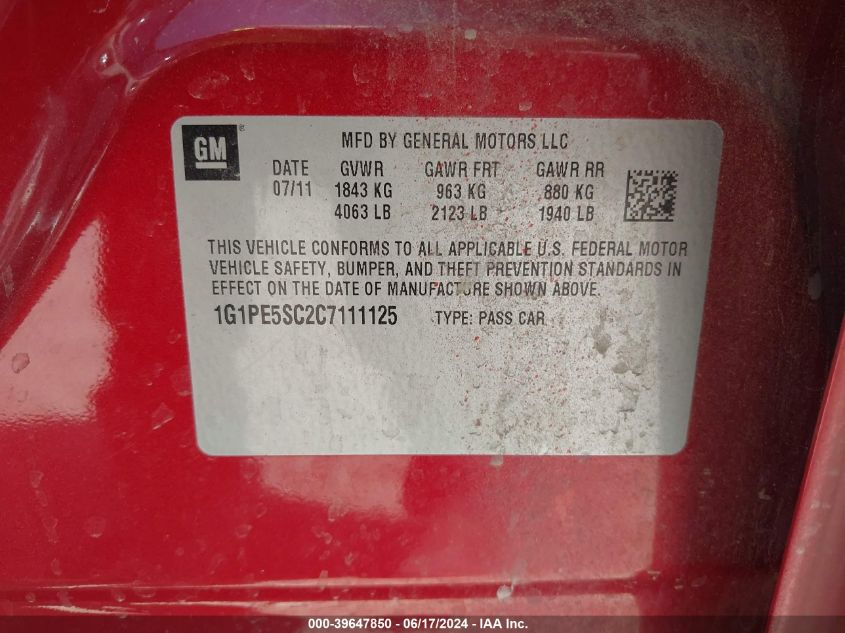 GM ®
MFD BY GENERAL MOTORS LLC
DATE GVWR GAWR FRT GAWR RR
07/11 1843 KG 963 KG 880 KG
4063 LB 2123 LB 1940 LB
THIS VEHICLE CONFORMS TO ALL APPLICABLE U.S. FEDERAL MOTOR
VEHICLE SAFETY, BUMPER, AND THEFT PREVENTION STANDARDS IN
EFFECT ON THE DATE OF MANUFACTURE SHOWN ABOVE.
1G1PE5SC2C7111125 TYPE: PASS CAR
000-39647850 - 06/17/2024 - IAA Inc.